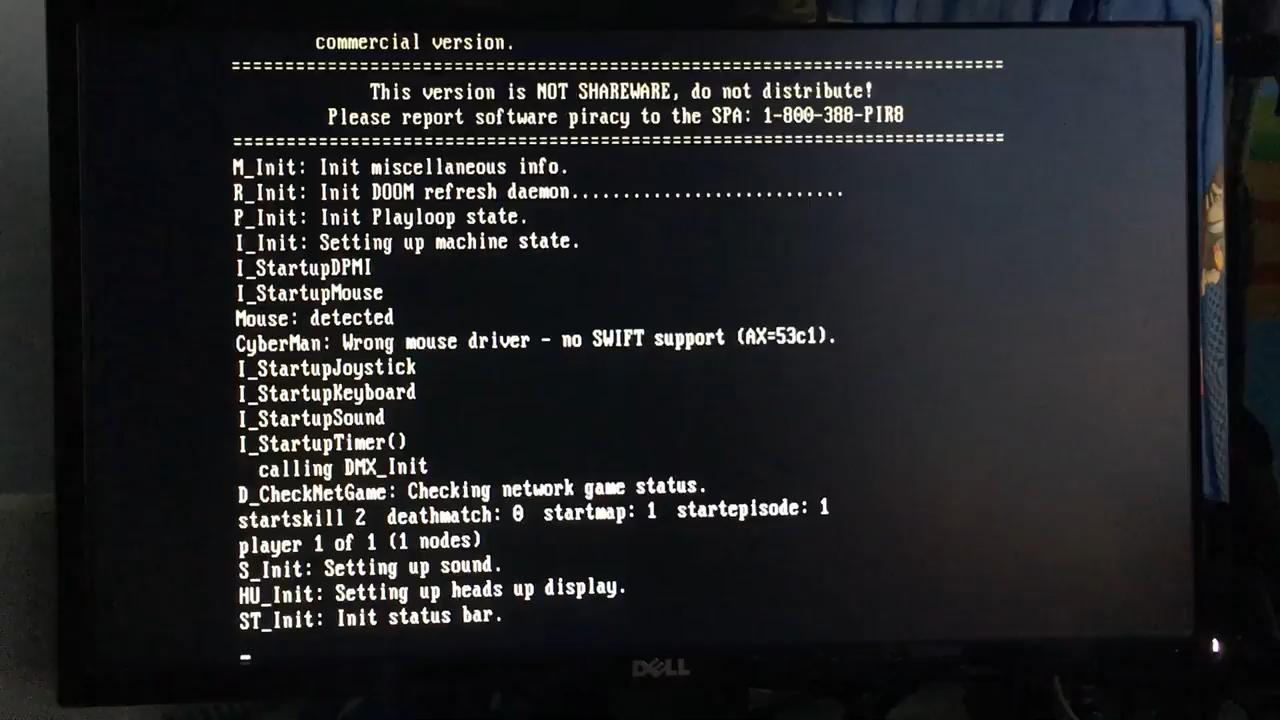 commercial version.
===========================================================================
This version is NOT SHAREWARE, do not distribute!
Please report software piracy to the SPA: 1-800-388-PIR8
===========================================================================
M_Init: Init miscellaneous info.
R_Init: Init DOOM refresh daemon..........................
P_Init: Init Playloop state.
I_Init: Setting up machine state.
I_StartupDPMI
I_StartupMouse
Mouse: detected
CyberMan: Wrong mouse driver - no SWIFT support (AX=53c1).
I_StartupJoystick
I_StartupKeyboard
I_StartupSound
I_StartupTimer()
  calling DMX_Init
D_CheckNetGame: Checking network game status.
startskill 2  deathmatch: 0  startmap: 1  startepisode: 1
player 1 of 1 (1 nodes)
S_Init: Setting up sound.
HU_Init: Setting up heads up display.
ST_Init: Init status bar.
DELL